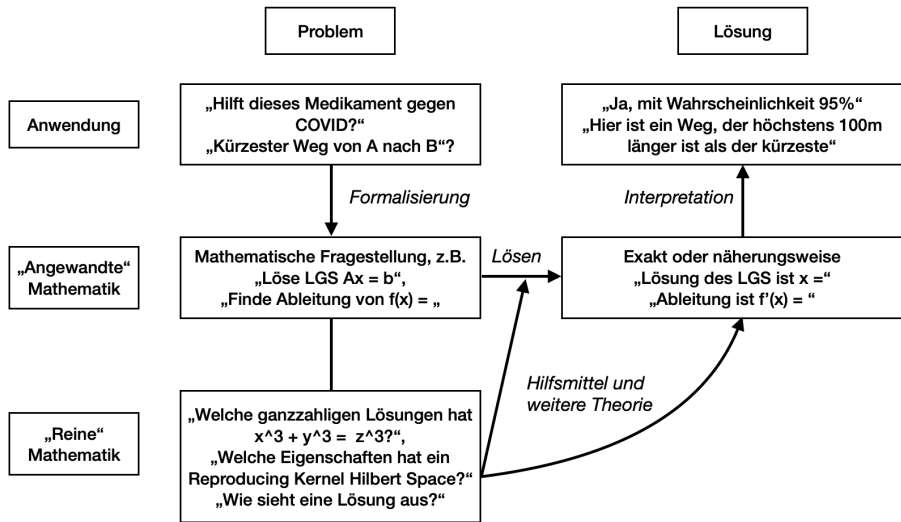 Problem
Lösung
Anwendung
„Hilft dieses Medikament gegen
COVID?“
„Kürzester Weg von A nach B“?
„Ja, mit Wahrscheinlichkeit 95%“
„Hier ist ein Weg, der höchstens 100m
länger ist als der kürzeste“
Formalisierung
Interpretation
„Angewandte“
Mathematik
Mathematische Fragestellung, z.B.
„Löse LGS Ax = b“,
„Finde Ableitung von f(x) = „
Lösen
Exakt oder näherungsweise
„Lösung des LGS ist x =“
„Ableitung ist f’(x) = “
Hilfsmittel und
weitere Theorie
„Reine“
Mathematik
„Welche ganzzahligen Lösungen hat
x^3 + y^3 = z^3?“,
„Welche Eigenschaften hat ein
Reproducing Kernel Hilbert Space?“
„Wie sieht eine Lösung aus?“